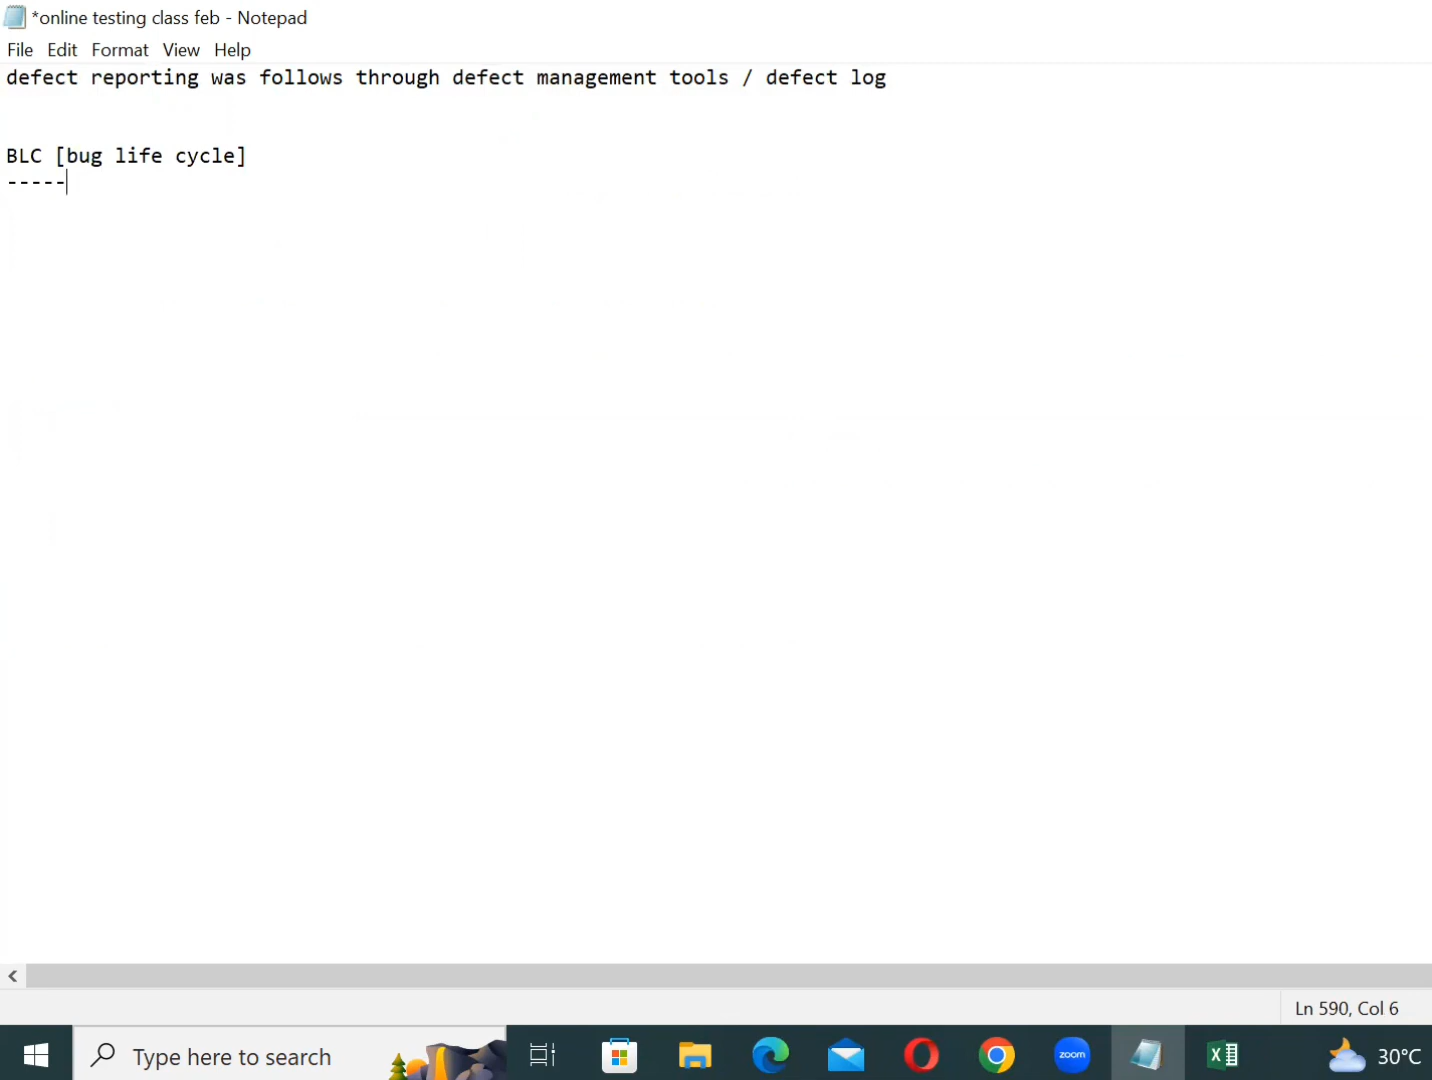 *online testing class feb - Notepad
File Edit Format View Help
defect reporting was follows through defect management tools / defect log
BLC [bug life cycle]
-----
Ln 590, Col 6
Type here to search
zoom
30°C